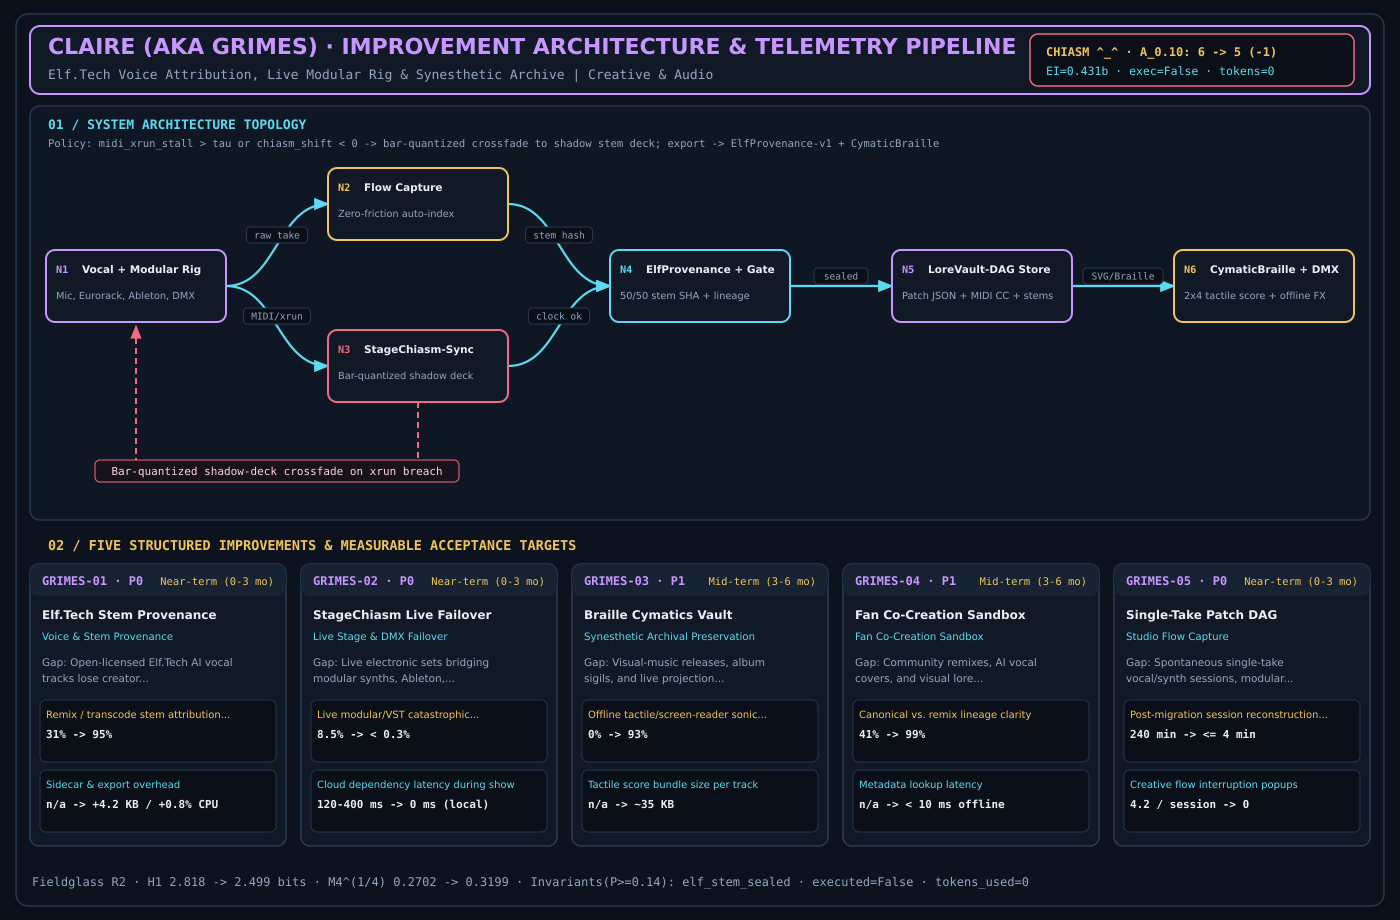 CLAIRE (AKA GRIMES) · IMPROVEMENT ARCHITECTURE & TELEMETRY PIPELINE
Elf.Tech Voice Attribution, Live Modular Rig & Synesthetic Archive | Creative & Audio
CHIASM ^_^ · A_0.10: 6 -> 5 (-1)
EI=0.431b · exec=False · tokens=0
01 / SYSTEM ARCHITECTURE TOPOLOGY
Policy: midi_xrun_stall > tau or chiasm_shift < 0 -> bar-quantized crossfade to shadow stem deck; export -> ElfProvenance-v1 + CymaticBraille
N1 Vocal + Modular Rig
Mic, Eurorack, Ableton, DMX
raw take
MIDI/xrun
N2 Flow Capture
Zero-friction auto-index
N3 StageChiasm-Sync
Bar-quantized shadow deck
stem hash
clock ok
N4 ElfProvenance + Gate
50/50 stem SHA + lineage
sealed
N5 LoreVault-DAG Store
Patch JSON + MIDI CC + stems
SVG/Braille
N6 CymaticBraille + DMX
2x4 tactile score + offline FX
Bar-quantized shadow-deck crossfade on xrun breach
02 / FIVE STRUCTURED IMPROVEMENTS & MEASURABLE ACCEPTANCE TARGETS
GRIMES-01 · P0 Near-term (0-3 mo)
Elf.Tech Stem Provenance
Voice & Stem Provenance
Gap: Open-licensed Elf.Tech AI vocal
tracks lose creator...
Remix / transcode stem attribution...
31% -> 95%
Sidecar & export overhead
n/a -> +4.2 KB / +0.8% CPU
GRIMES-02 · P0 Near-term (0-3 mo)
StageChiasm Live Failover
Live Stage & DMX Failover
Gap: Live electronic sets bridging
modular synths, Ableton,...
Live modular/VST catastrophic...
8.5% -> < 0.3%
Cloud dependency latency during show
120-400 ms -> 0 ms (local)
GRIMES-03 · P1 Mid-term (3-6 mo)
Braille Cymatics Vault
Synesthetic Archival Preservation
Gap: Visual-music releases, album
sigils, and live projection...
Offline tactile/screen-reader sonic...
0% -> 93%
Tactile score bundle size per track
n/a -> ~35 KB
GRIMES-04 · P1 Mid-term (3-6 mo)
Fan Co-Creation Sandbox
Fan Co-Creation Sandbox
Gap: Community remixes, AI vocal
covers, and visual lore...
Canonical vs. remix lineage clarity
41% -> 99%
Metadata lookup latency
n/a -> < 10 ms offline
GRIMES-05 · P0 Near-term (0-3 mo)
Single-Take Patch DAG
Studio Flow Capture
Gap: Spontaneous single-take
vocal/synth sessions, modular...
Post-migration session reconstruction...
240 min -> <= 4 min
Creative flow interruption popups
4.2 / session -> 0
Fieldglass R2 · H1 2.818 -> 2.499 bits · M4^(1/4) 0.2702 -> 0.3199 · Invariants(P>=0.14): elf_stem_sealed · executed=False · tokens_used=0